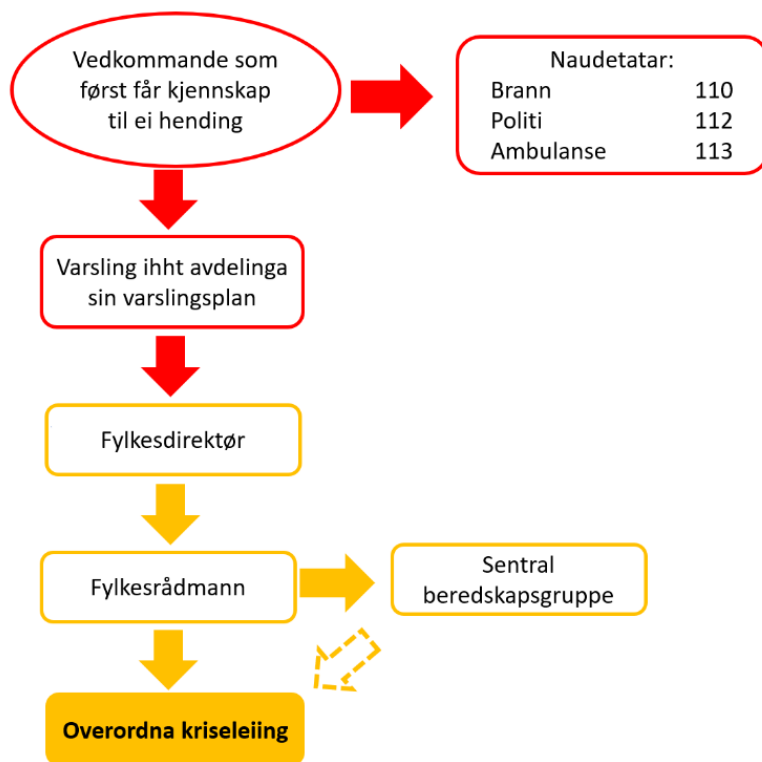 Vedkommande som
først får kjennskap
til ei hending
Naudetatar:
Brann 110
Politi 112
Ambulanse 113
Varsling ihht avdelinga
sin varslingsplan
Fylkesdirektør
Fylkesrådmann
Sentral
beredskapsgruppe
Overordna kriseleiing